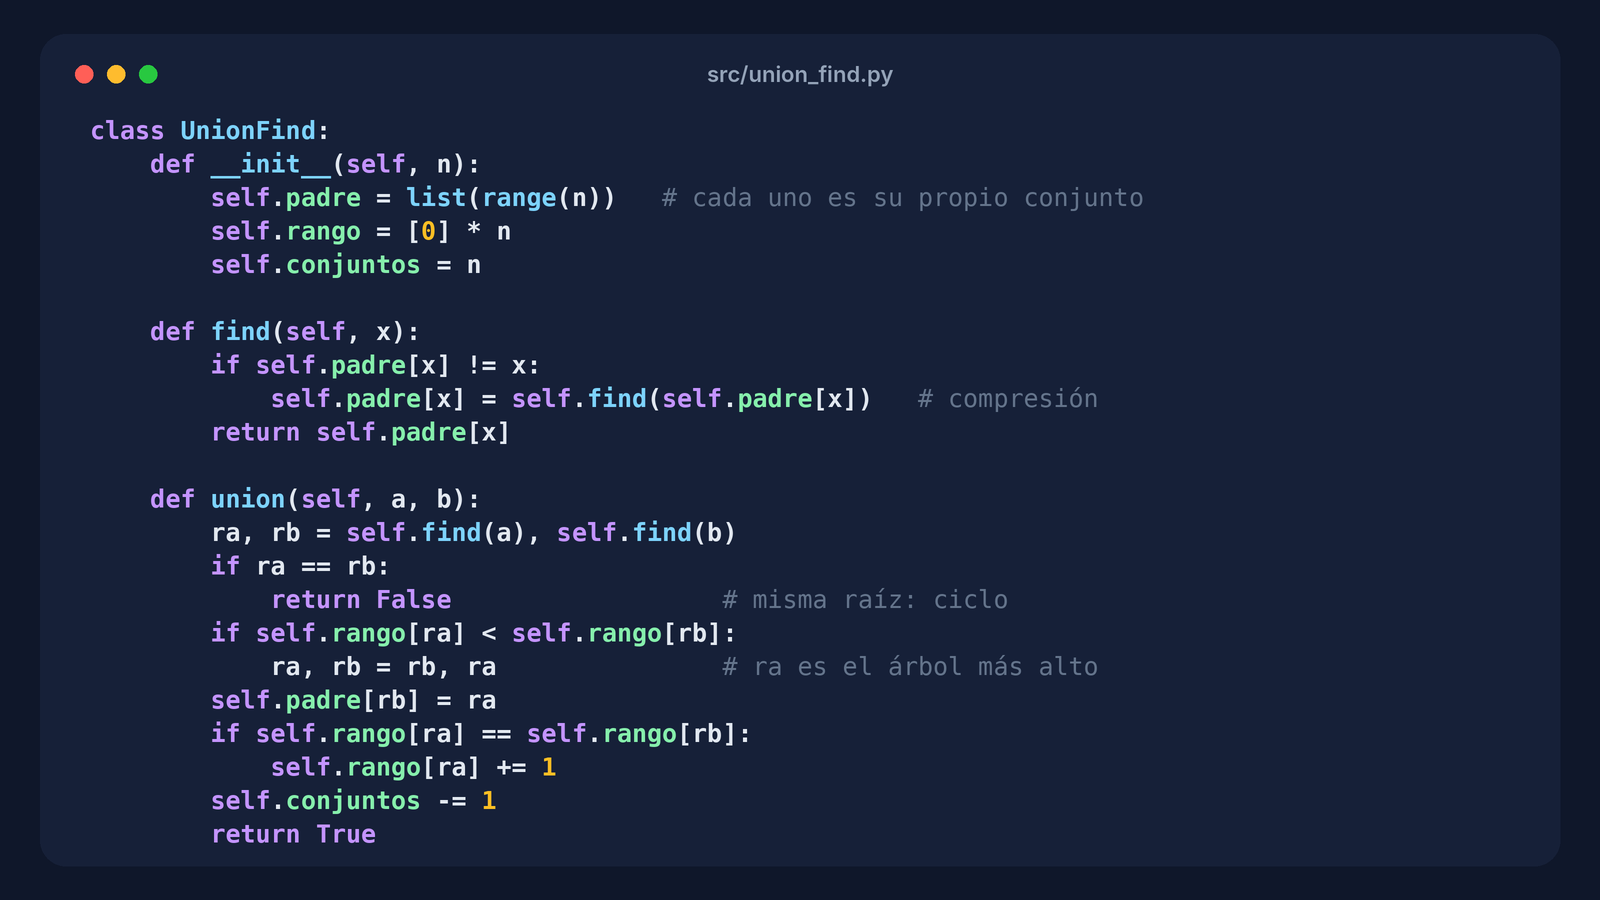 src/union_find.py
class UnionFind:
    def __init__(self, n):
        self.padre = list(range(n))   # cada uno es su propio conjunto
        self.rango = [0] * n
        self.conjuntos = n

    def find(self, x):
        if self.padre[x] != x:
            self.padre[x] = self.find(self.padre[x])   # compresión
        return self.padre[x]

    def union(self, a, b):
        ra, rb = self.find(a), self.find(b)
        if ra == rb:
            return False                  # misma raíz: ciclo
        if self.rango[ra] < self.rango[rb]:
            ra, rb = rb, ra               # ra es el árbol más alto
        self.padre[rb] = ra
        if self.rango[ra] == self.rango[rb]:
            self.rango[ra] += 1
        self.conjuntos -= 1
        return True